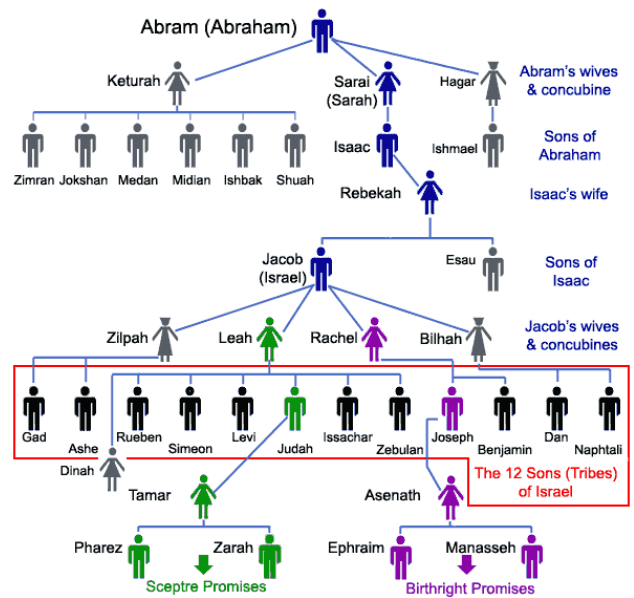 Abram (Abraham)
Keturah
Sarai
(Sarah)
Hagar
Abram's wives
& concubine
Zimran Jokshan Medan Midian Ishbak Shuah
Isaac
Ishmael
Sons of
Abraham
Rebekah
Isaac's wife
Jacob
(Israel)
Esau
Sons of
Isaac
Zilpah
Leah
Rachel
Bilhah
Jacob's wives
& concubines
Gad
Ashe
Rueben
Simeon
Levi
Judah
Issachar
Zebulan
Joseph
Benjamin
Dan
Naphtali
Dinah
The 12 Sons (Tribes)
of Israel
Tamar
Asenath
Pharez
Zarah
Ephraim
Manasseh
Sceptre Promises
Birthright Promises